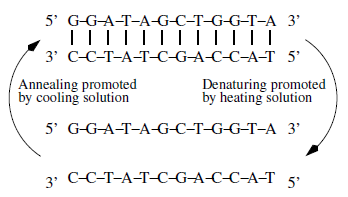 5' G-G-A-T-A-G-C-T-G-G-T-A 3'
3' C-C-T-A-T-C-G-A-C-C-A-T 5'
Annealing promoted
by cooling solution
Denaturing promoted
by heating solution
5' G-G-A-T-A-G-C-T-G-G-T-A 3'
3' C-C-T-A-T-C-G-A-C-C-A-T 5'